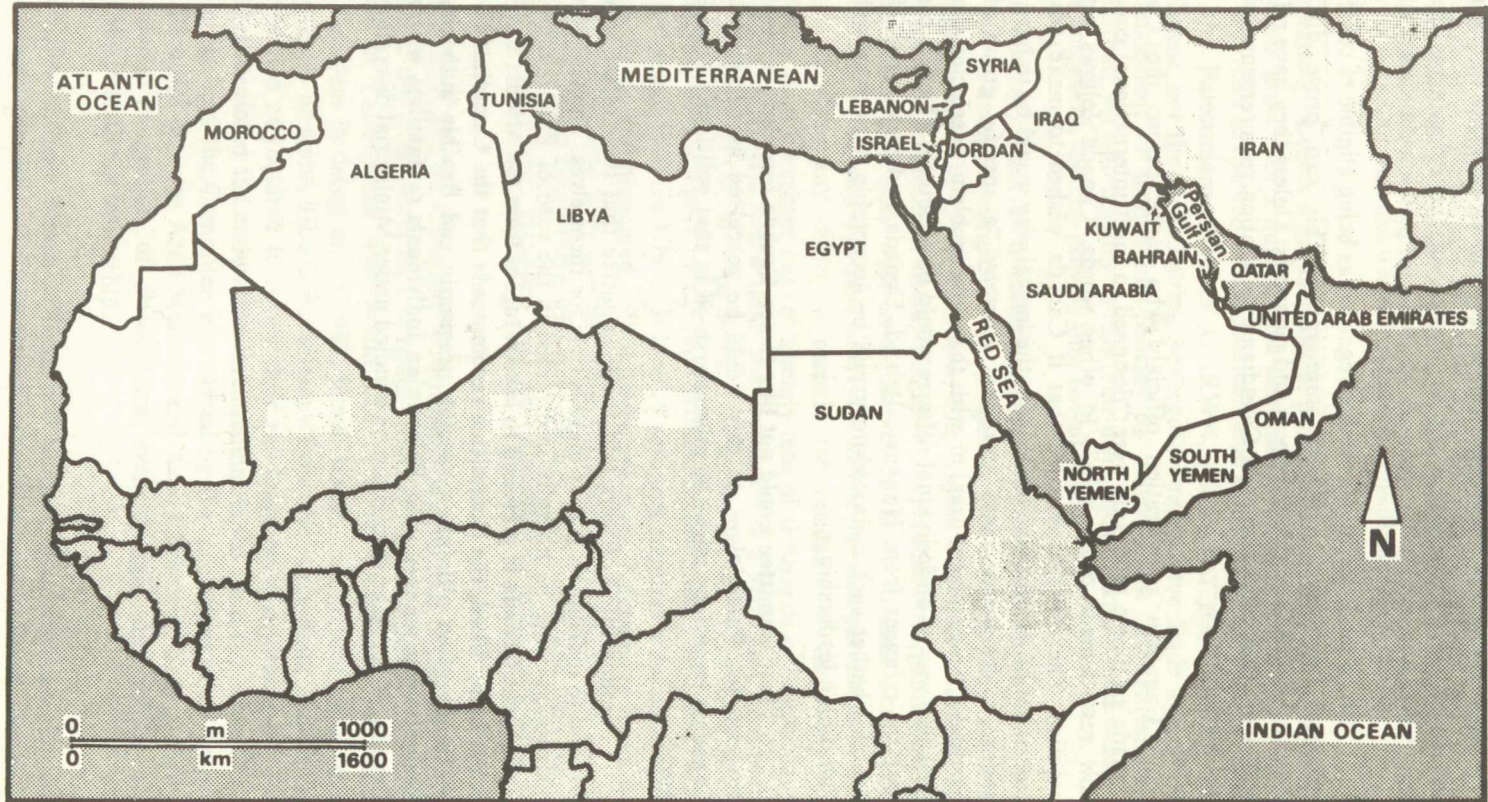 ATLANTIC
OCEAN
MEDITERRANEAN
MOROCCO
ALGERIA
TUNISIA
LIBYA
EGYPT
SUDAN
SYRIA
LEBANON
ISRAEL
JORDAN
IRAQ
IRAN
KUWAIT
Persian
Gulf
BAHRAIN
QATAR
SAUDI ARABIA
UNITED ARAB EMIRATES
RED SEA
OMAN
SOUTH
YEMEN
NORTH
YEMEN
N
INDIAN OCEAN
0 m 1000
0 km 1600